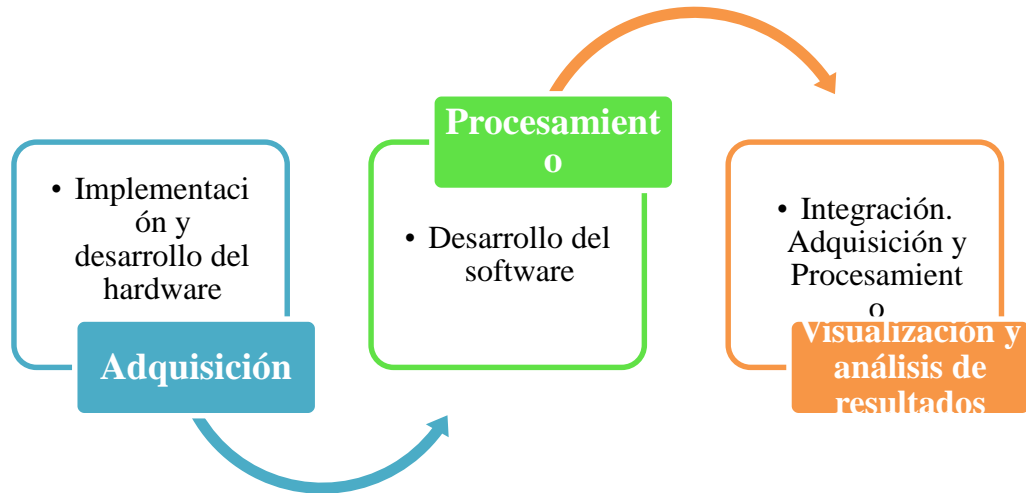 • Implementaci
ón y
desarrollo del
hardware
Adquisición
Procesamient
o
• Desarrollo del
software
• Integración.
Adquisición y
Procesamient
o
Visualización y
análisis de
resultados